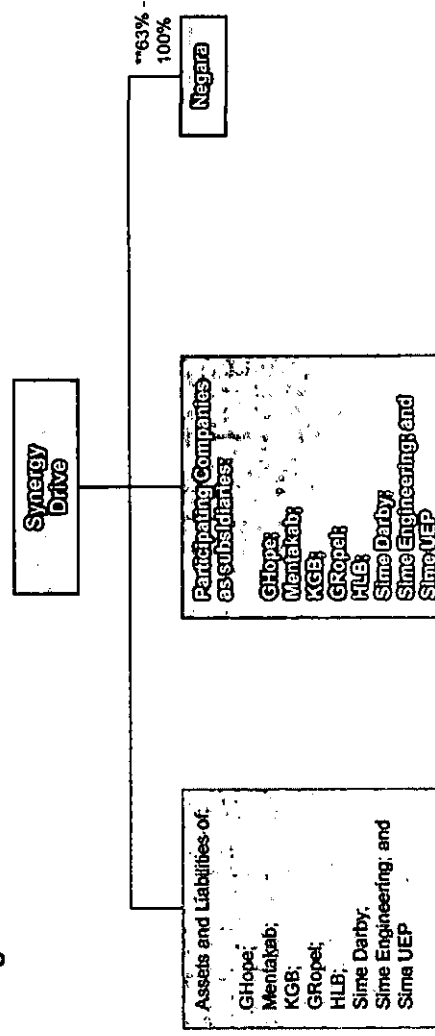 Synergy
Drive
**63% -
100%
Assets and Liabilities of:
GHope;
Mentakab;
KGB;
GRopel;
HLB;
Sime Darby;
Sime Engineering; and
Sime UEP
Participating Companies
as subsidiaries:
GHope;
Mentakab;
KGB;
GRopel;
HLB;
Sime Darby;
Sime Engineering; and
Sime UEP
Negara